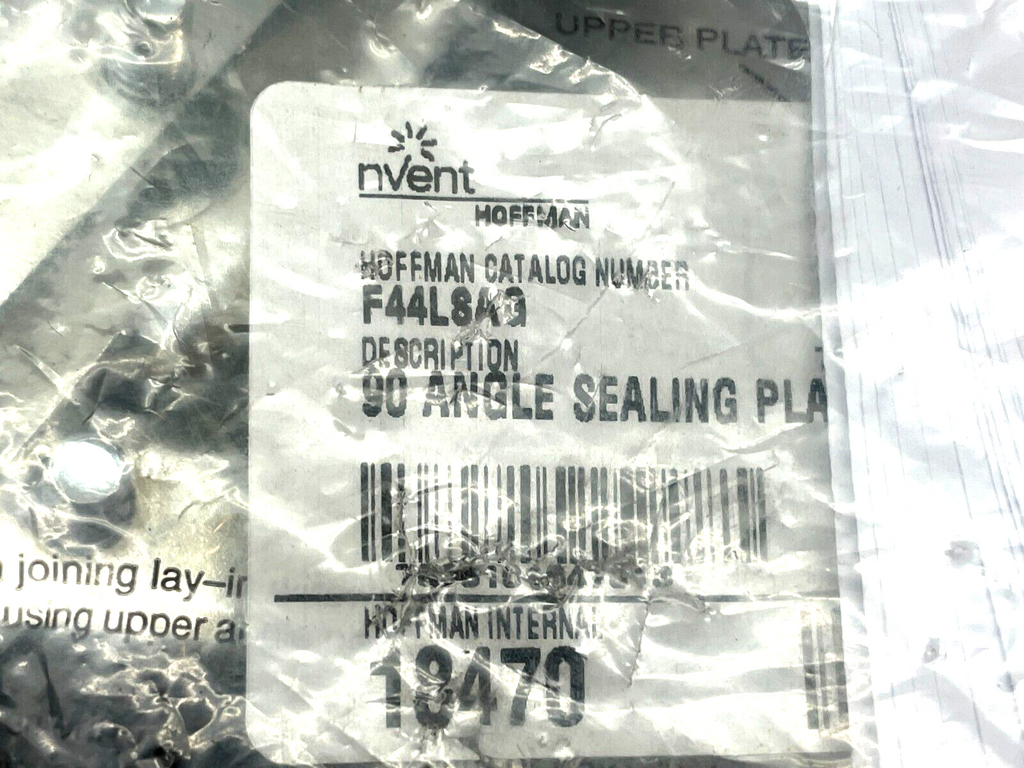 UPPER PLATE
nVent
HOFFMAN
HOFFMAN CATALOG NUMBER
F44LSAG
DESCRIPTION
90 ANGLE SEALING PLA
joining lay-in
using upper a
HOFFMAN INTERNAL
18470